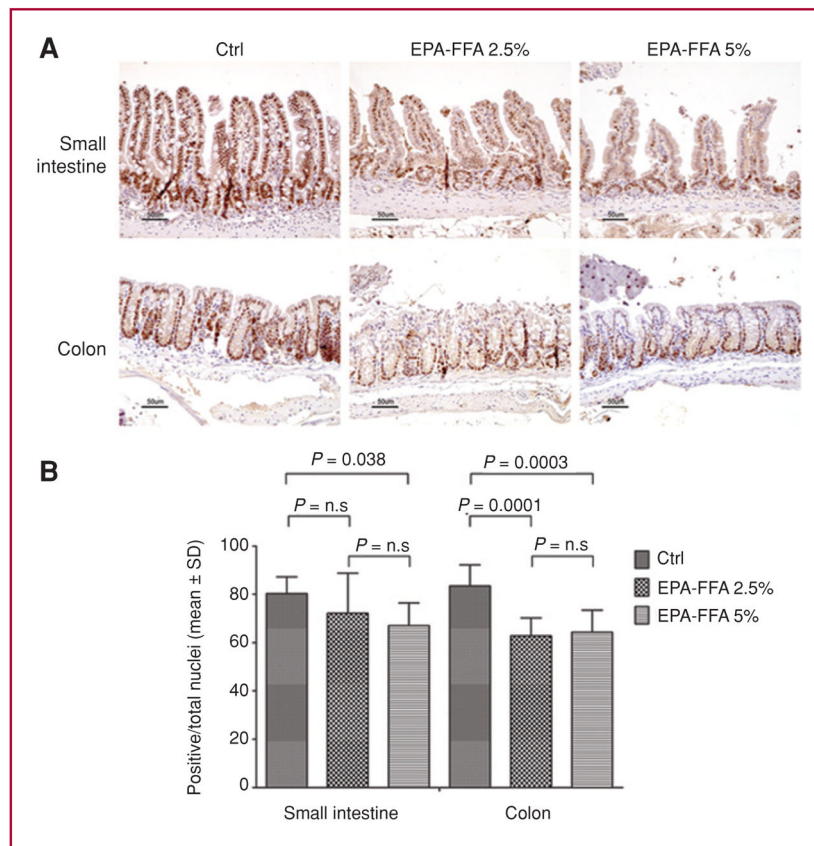 A
Ctrl
EPA-FFA 2.5%
EPA-FFA 5%
Small
intestine
50um
50um
50um
Colon
50um
50um
50um
B
P = 0.038
P = 0.0003
P = n.s
P = 0.0001
P = n.s
P = n.s
Positive/total nuclei (mean ± SD)
100
80
60
40
20
0
Ctrl
EPA-FFA 2.5%
EPA-FFA 5%
Small intestine
Colon